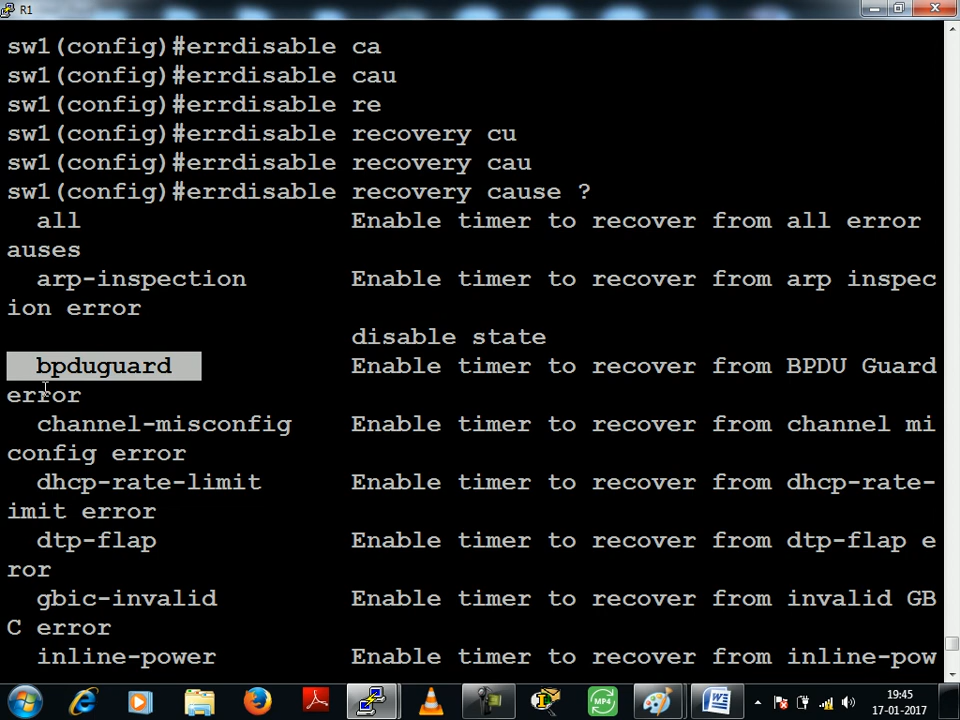 R1
sw1(config)#errdisable ca
sw1(config)#errdisable cau
sw1(config)#errdisable re
sw1(config)#errdisable recovery cu
sw1(config)#errdisable recovery cau
sw1(config)#errdisable recovery cause ?
all Enable timer to recover from all error
auses
arp-inspection Enable timer to recover from arp inspec
ion error
disable state
bpduguard Enable timer to recover from BPDU Guard
error
channel-misconfig Enable timer to recover from channel mi
config error
dhcp-rate-limit Enable timer to recover from dhcp-rate-
imit error
dtp-flap Enable timer to recover from dtp-flap e
ror
gbic-invalid Enable timer to recover from invalid GB
C error
inline-power Enable timer to recover from inline-pow
MP4
19:45
17-01-2017